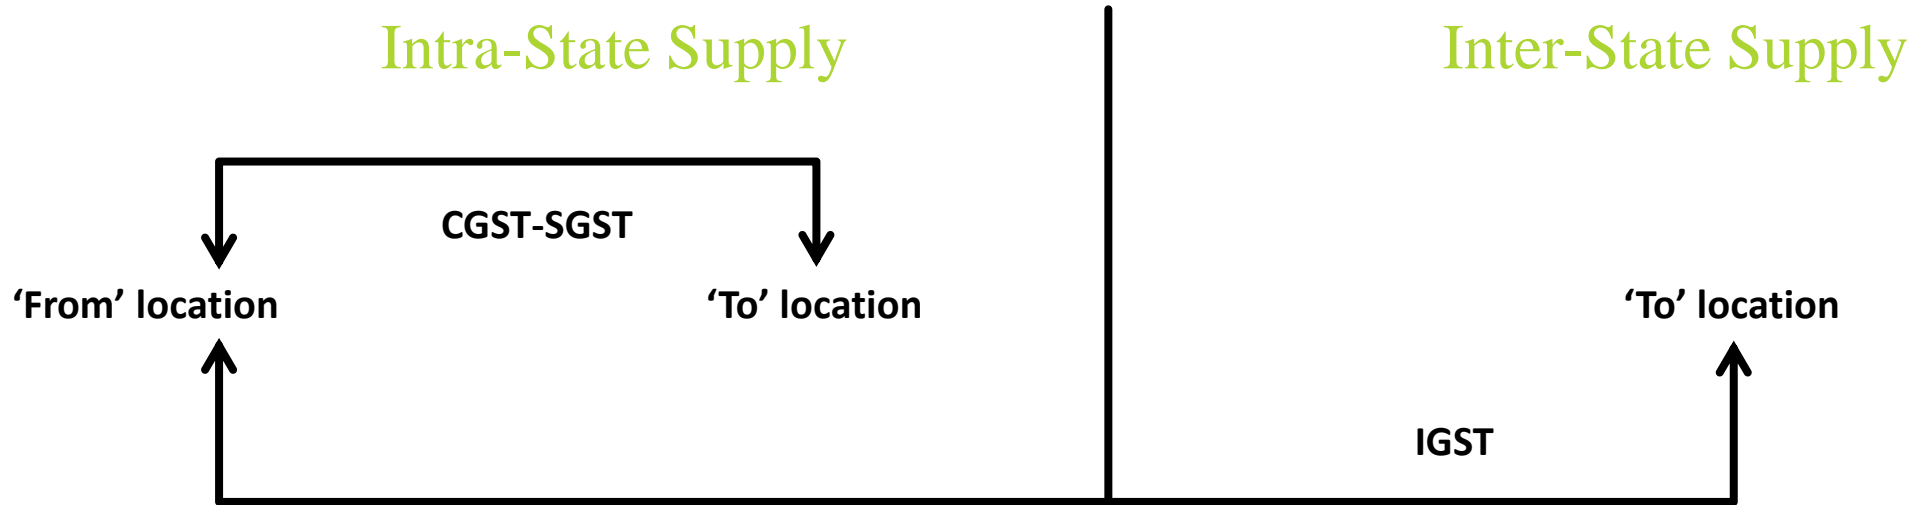 Intra-State Supply
Inter-State Supply
CGST-SGST
‘From’ location
‘To’ location
‘To’ location
IGST